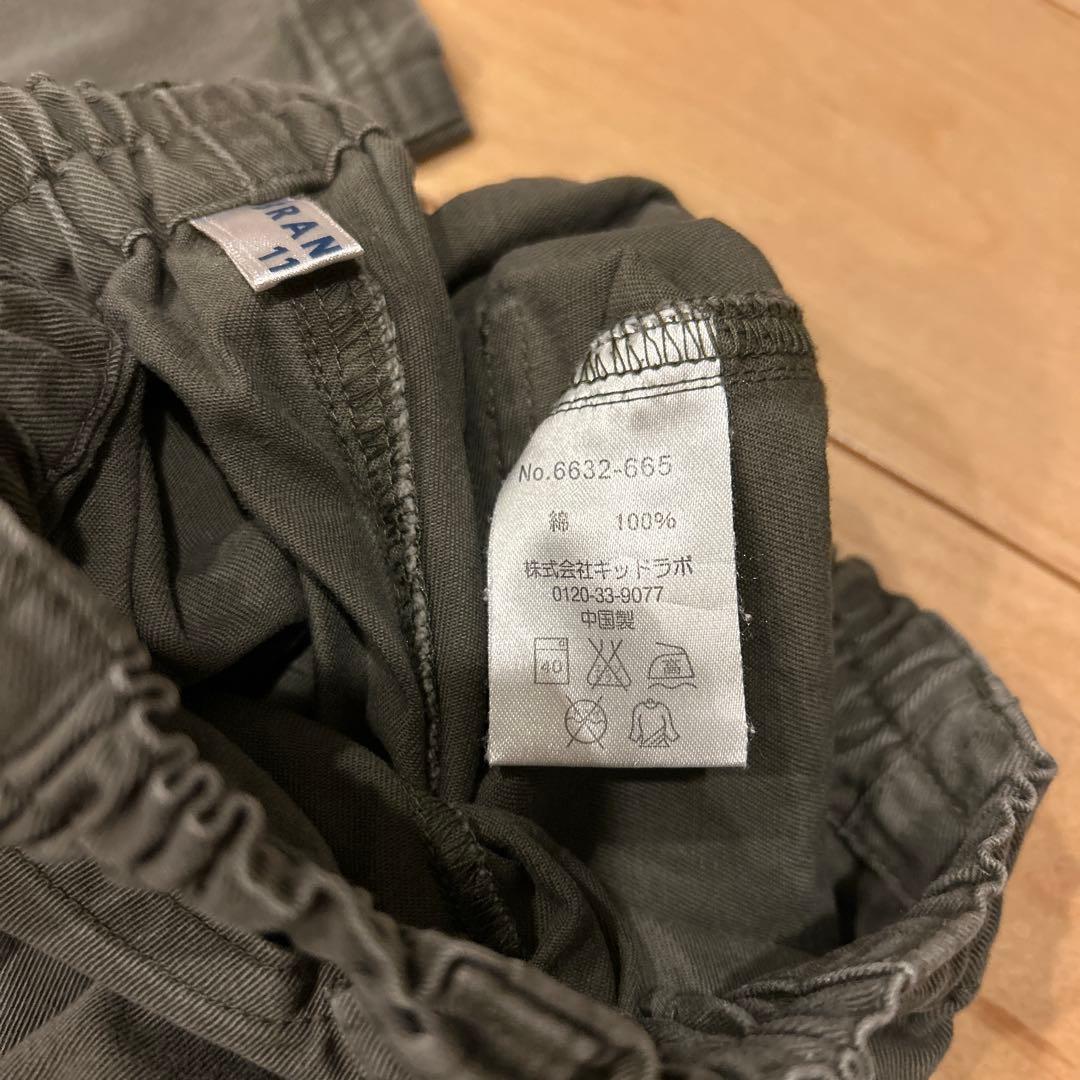 ORAN
11
No.6632-665
綿 100%
株式会社キッドラボ
0120-33-9077
中国製
40